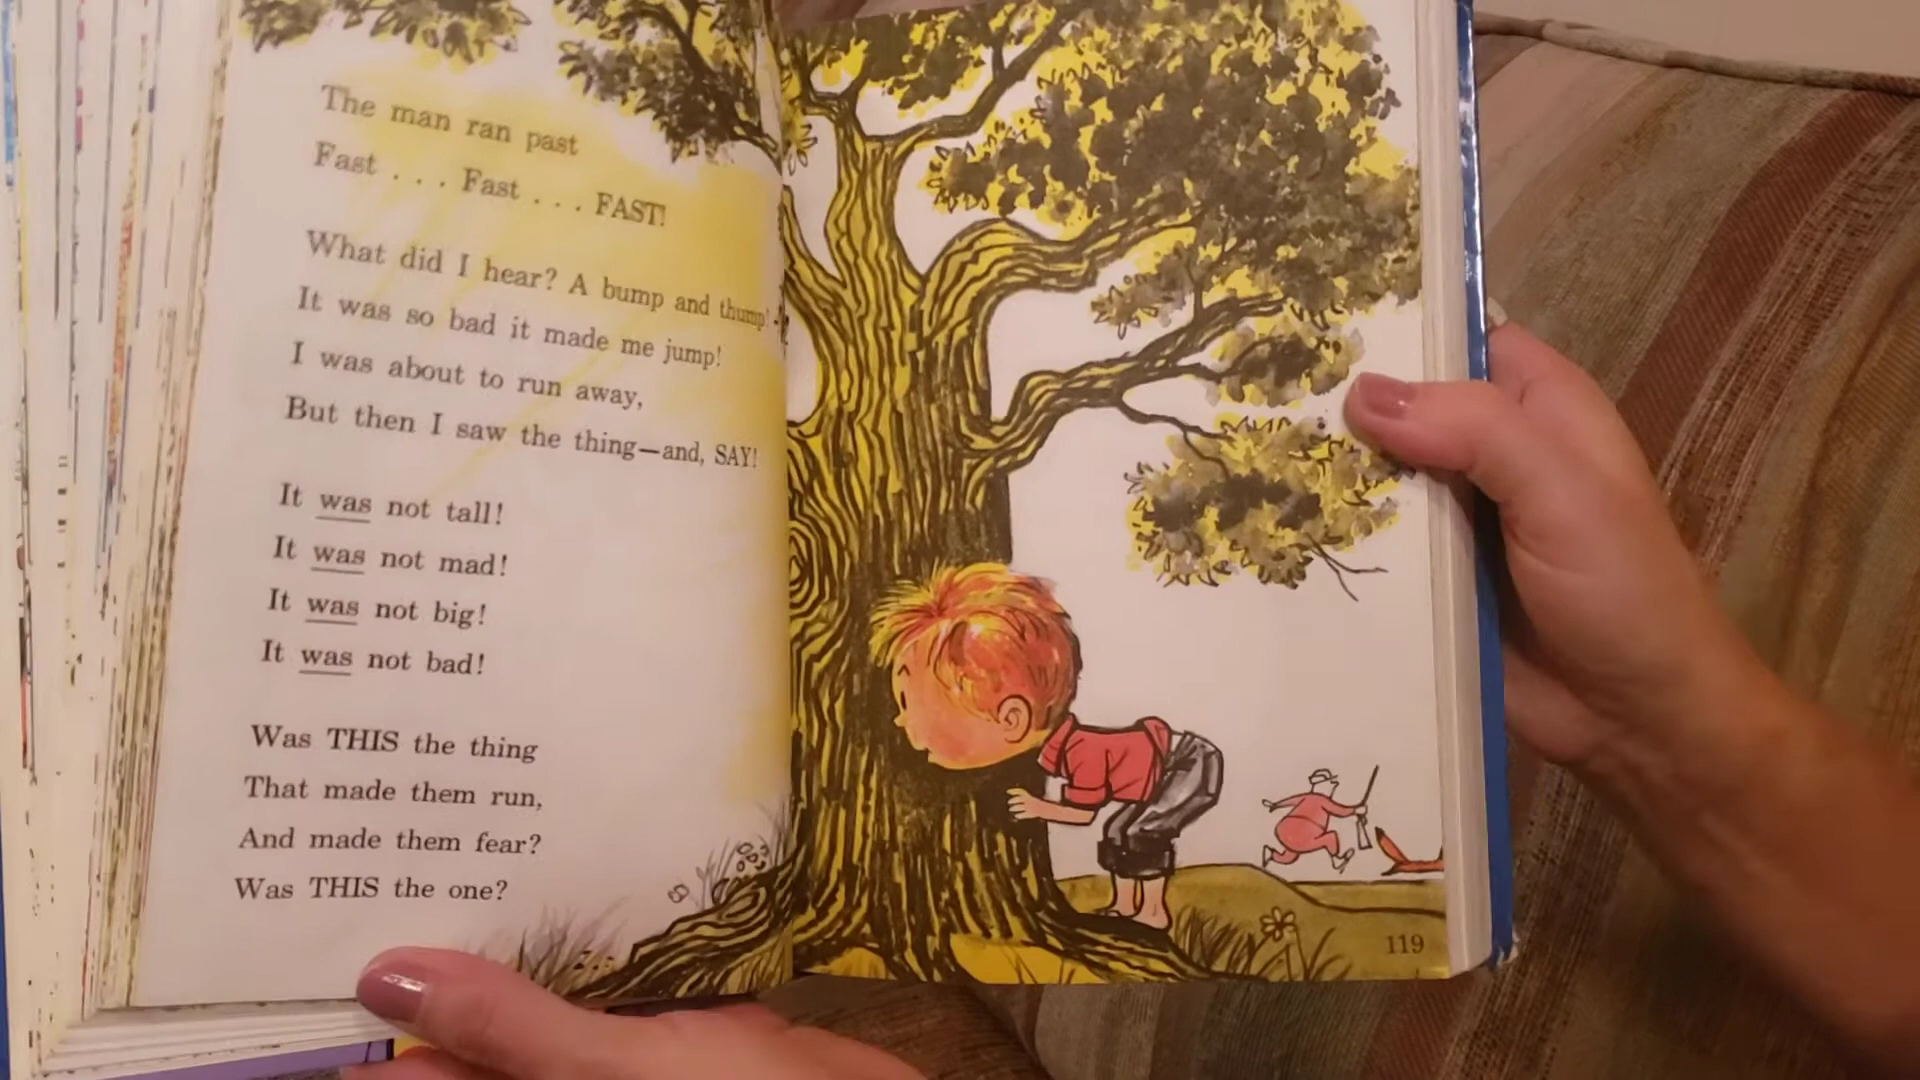 The man ran past
Fast . . . Fast . . . FAST!
What did I hear? A bump and thump!
It was so bad it made me jump!
I was about to run away,
But then I saw the thing—and, SAY!
It was not tall!
It was not mad!
It was not big!
It was not bad!
Was THIS the thing
That made them run,
And made them fear?
Was THIS the one?
119